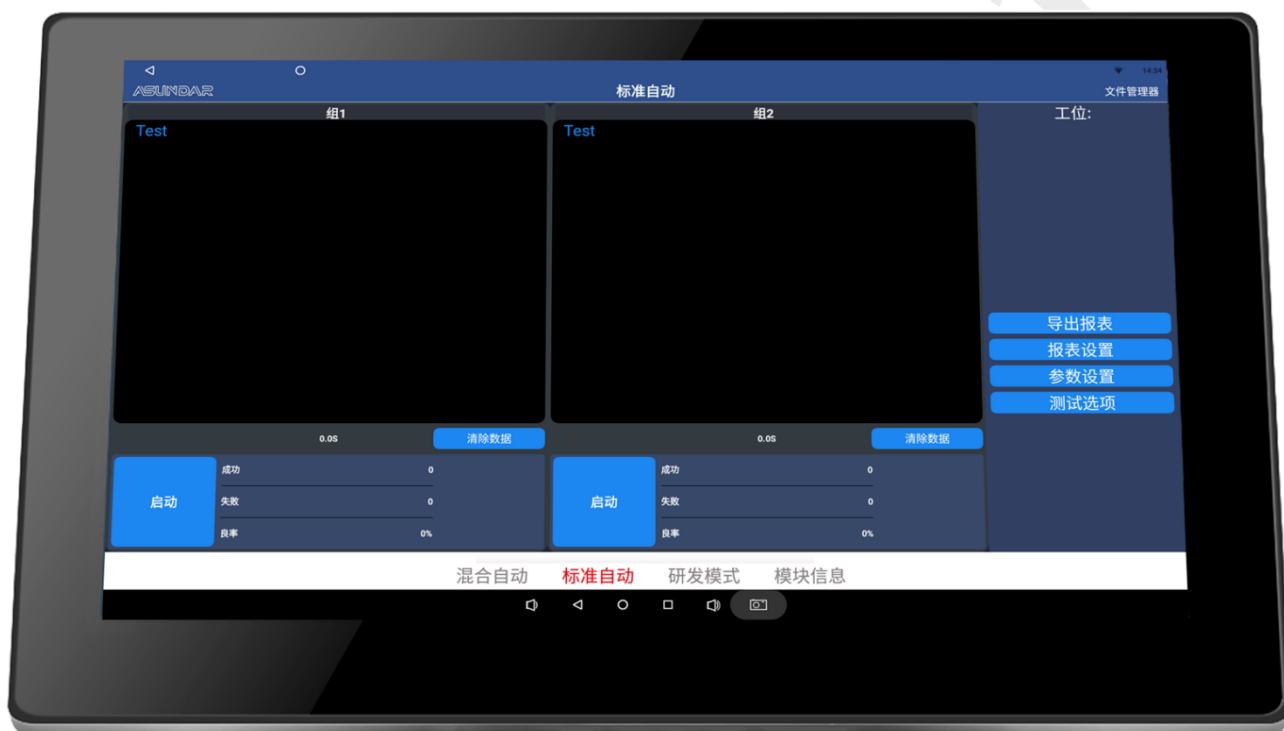 14:34
ASUNDAR
标准自动
文件管理器
组1
组2
工位:
Test
Test
导出报表
报表设置
参数设置
测试选项
0.0S
清除数据
0.0S
清除数据
启动
成功 0
失败 0
良率 0%
启动
成功 0
失败 0
良率 0%
混合自动 标准自动 研发模式 模块信息